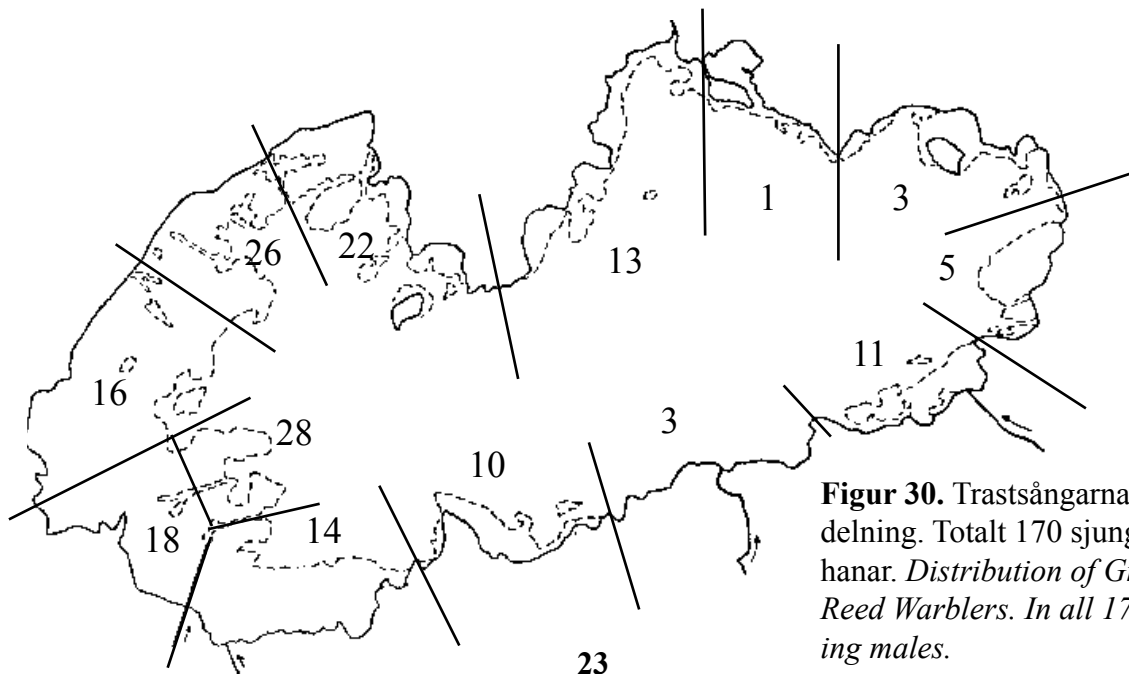 1
3
26
22
13
5
11
16
3
28
10
18
14
Figur 30. Trastsångarna
delning. Totalt 170 sjung
hanar. Distribution of
Reed Warblers. In all 17
ing males.
23